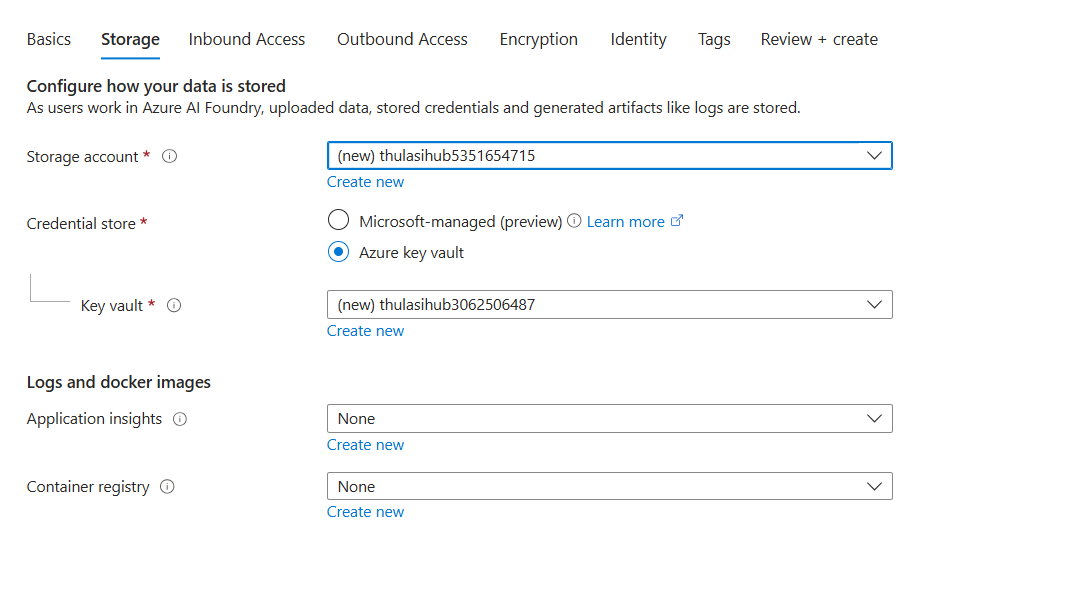 Basics Storage Inbound Access Outbound Access Encryption Identity Tags Review + create
Configure how your data is stored
As users work in Azure AI Foundry, uploaded data, stored credentials and generated artifacts like logs are stored.
Storage account * (new) thulasihub5351654715
Create new
Credential store * Microsoft-managed (preview) Learn more
Azure key vault
Key vault * (new) thulasihub3062506487
Create new
Logs and docker images
Application insights None
Create new
Container registry None
Create new